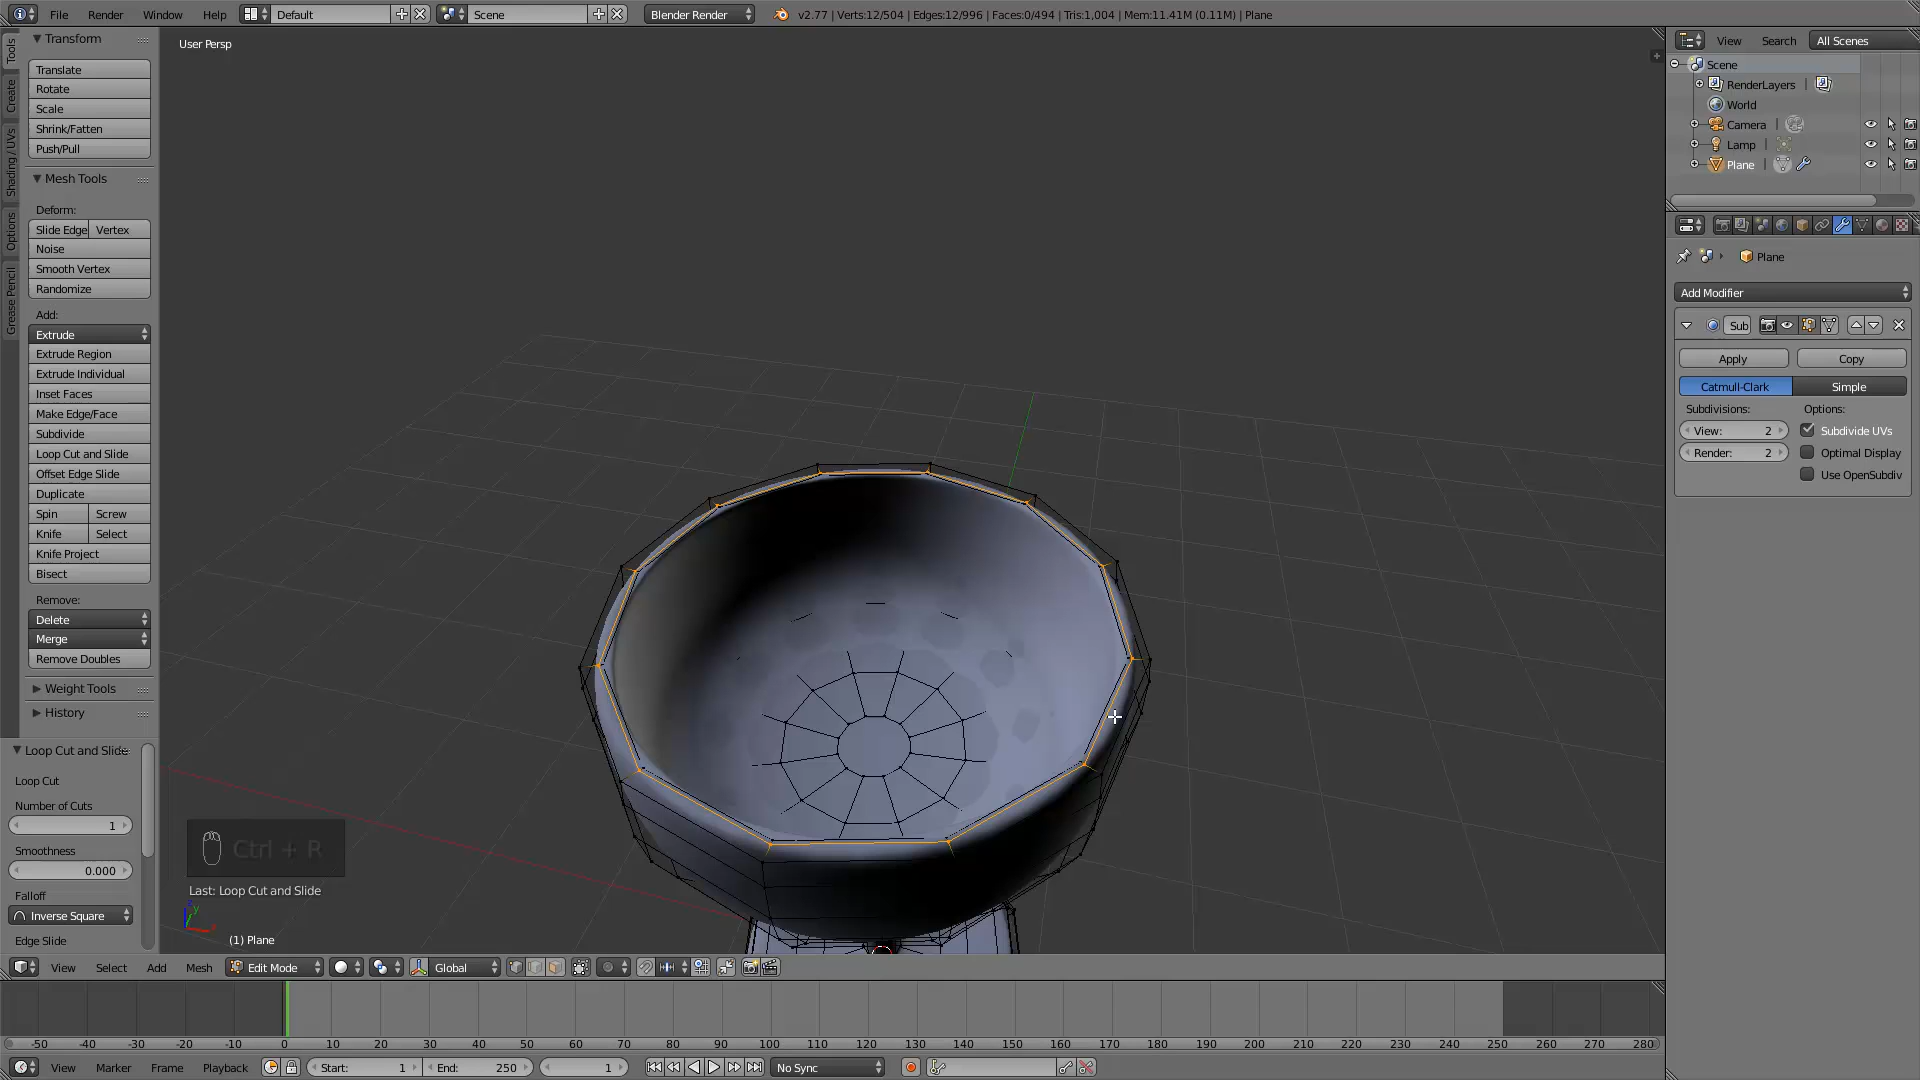 File Render Window Help Default Scene Blender Render v2.77 | Verts:12/504 | Edges:12/996 | Faces:0/494 | Tris:1,004 | Mem:11.41M (0.11M) | Plane
Tools
Create
Shading / UVs
Options
Grease Pencil
Transform
Translate
Rotate
Scale
Shrink/Fatten
Push/Pull
Mesh Tools
Deform:
Slide Edge Vertex
Noise
Smooth Vertex
Randomize
Add:
Extrude
Extrude Region
Extrude Individual
Inset Faces
Make Edge/Face
Subdivide
Loop Cut and Slide
Offset Edge Slide
Duplicate
Spin Screw
Knife Select
Knife Project
Bisect
Remove:
Delete
Merge
Remove Doubles
Weight Tools
History
Loop Cut and Slide
Loop Cut
Number of Cuts
1
Smoothness
0.000
Falloff
Inverse Square
Edge Slide
User Persp
Ctrl + R
Last: Loop Cut and Slide
(1) Plane
View Select Add Mesh Edit Mode Global
-50 -40 -30 -20 -10 0 10 20 30 40 50 60 70 80 90 100 110 120 130 140 150 160 170 180 190 200 210 220 230 240 250 260 270 280
View Marker Frame Playback Start: 1 End: 250 1 No Sync
View Search All Scenes
Scene
RenderLayers
World
Camera
Lamp
Plane
Plane
Add Modifier
Sub
Apply Copy
Catmull-Clark Simple
Subdivisions: Options:
View: 2 Subdivide UVs
Render: 2 Optimal Display
Use OpenSubdiv